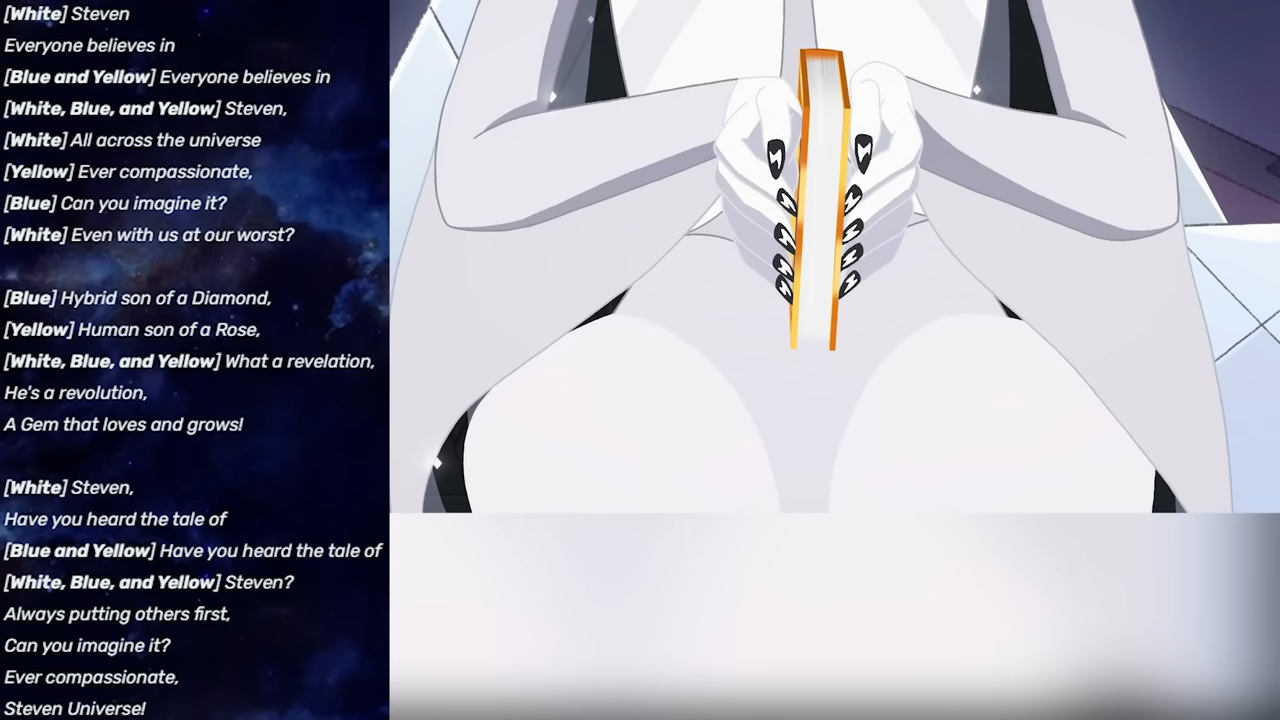 [White] Steven
Everyone believes in
[Blue and Yellow] Everyone believes in
[White, Blue, and Yellow] Steven,
[White] All across the universe
[Yellow] Ever compassionate,
[Blue] Can you imagine it?
[White] Even with us at our worst?
[Blue] Hybrid son of a Diamond,
[Yellow] Human son of a Rose,
[White, Blue, and Yellow] What a revelation,
He's a revolution,
A Gem that loves and grows!
[White] Steven,
Have you heard the tale of
[Blue and Yellow] Have you heard the tale of
[White, Blue, and Yellow] Steven?
Always putting others first,
Can you imagine it?
Ever compassionate,
Steven Universe!